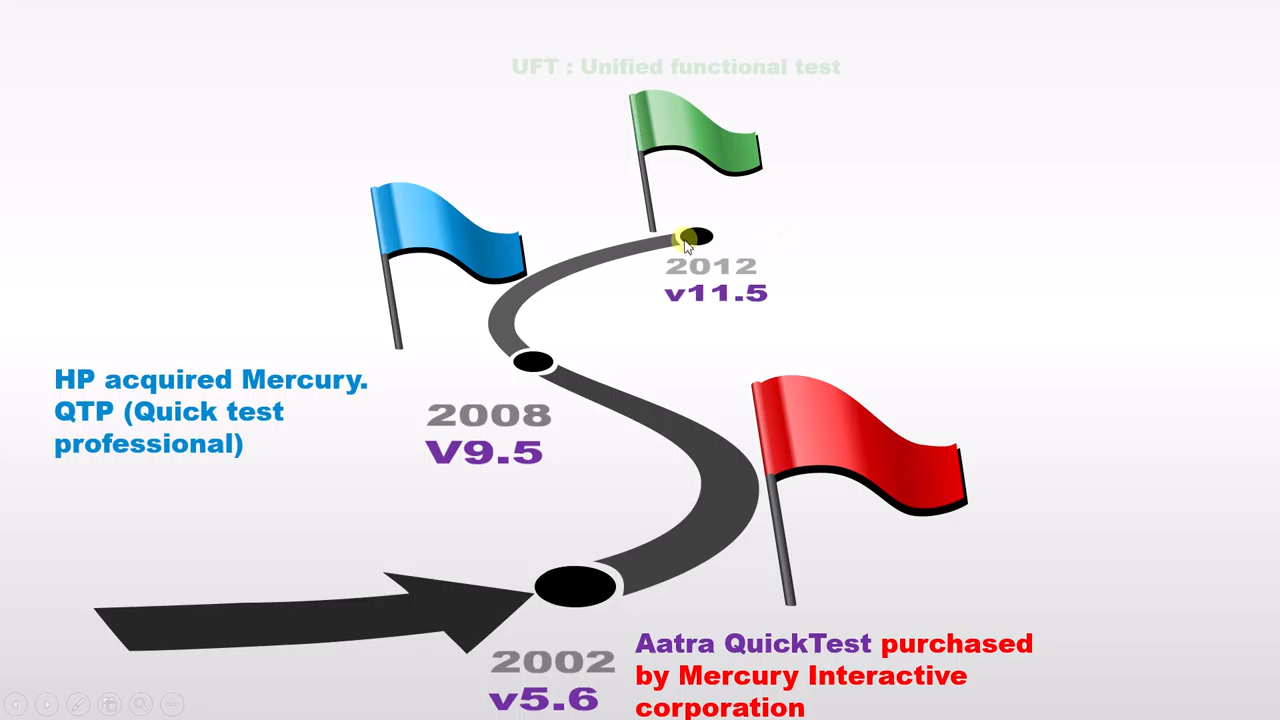 UFT : Unified functional test
2012
v11.5
HP acquired Mercury.
QTP (Quick test
professional)
2008
V9.5
2002
v5.6
Aatra QuickTest purchased
by Mercury Interactive
corporation